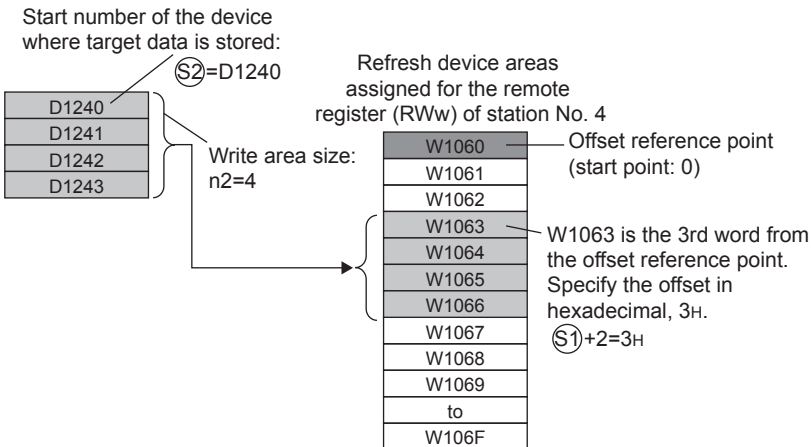 Start number of the device
where target data is stored:
S2=D1240
D1240
D1241
D1242
D1243
Write area size:
n2=4
Refresh device areas
assigned for the remote
register (RWw) of station No. 4
W1060
W1061
W1062
W1063
W1064
W1065
W1066
W1067
W1068
W1069
to
W106F
Offset reference point
(start point: 0)
W1063 is the 3rd word from
the offset reference point.
Specify the offset in
hexadecimal, 3H.
S1+2=3H